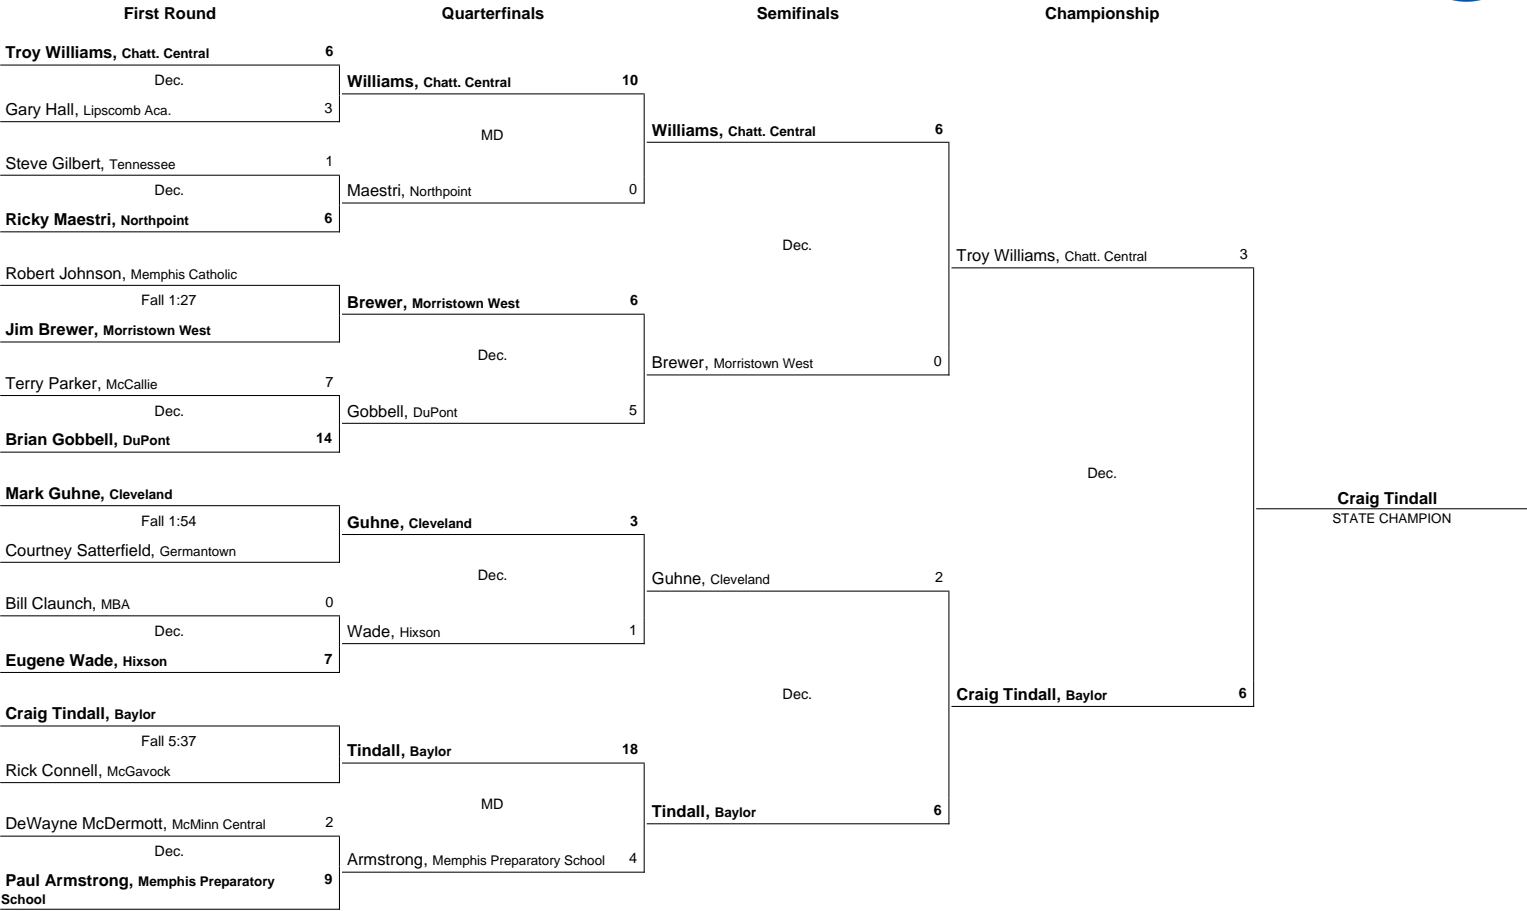 First Round Quarterfinals Semifinals Championship
Troy Williams, Chatt. Central 6
Dec.
Gary Hall, Lipscomb Aca. 3
Steve Gilbert, Tennessee 1
Dec.
Ricky Maestri, Northpoint 6
Robert Johnson, Memphis Catholic
Fall 1:27
Jim Brewer, Morristown West
Terry Parker, McCallie 7
Dec.
Brian Gobbell, DuPont 14
Mark Guhne, Cleveland
Fall 1:54
Courtney Satterfield, Germantown
Bill Claunch, MBA 0
Dec.
Eugene Wade, Hixson 7
Craig Tindall, Baylor
Fall 5:37
Rick Connell, McGavock
DeWayne McDermott, McMinn Central 2
Dec.
Paul Armstrong, Memphis Preparatory 9
School
Williams, Chatt. Central 10
MD
Maestri, Northpoint 0
Brewer, Morristown West 6
Dec.
Gobbell, DuPont 5
Guhne, Cleveland 3
Dec.
Wade, Hixson 1
Tindall, Baylor 18
MD
Armstrong, Memphis Preparatory School 4
Williams, Chatt. Central 6
Dec.
Brewer, Morristown West 0
Guhne, Cleveland 2
Dec.
Tindall, Baylor 6
Troy Williams, Chatt. Central 3
Dec.
Craig Tindall, Baylor 6
Craig Tindall
STATE CHAMPION